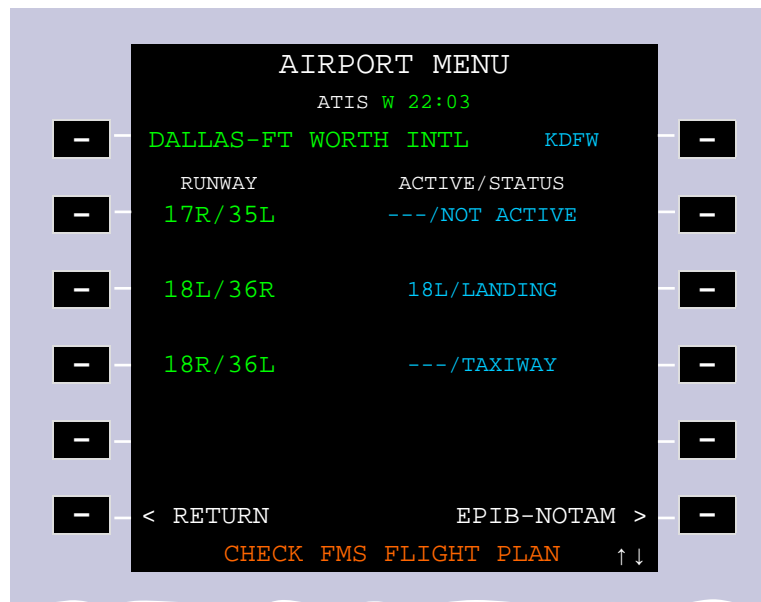 AIRPORT MENU
ATIS W 22:03
DALLAS-FT WORTH INTL KDFW
RUNWAY ACTIVE/STATUS
17R/35L ---/NOT ACTIVE
18L/36R 18L/LANDING
18R/36L ---/TAXIWAY
< RETURN EPIB-NOTAM >
CHECK FMS FLIGHT PLAN ↑↓